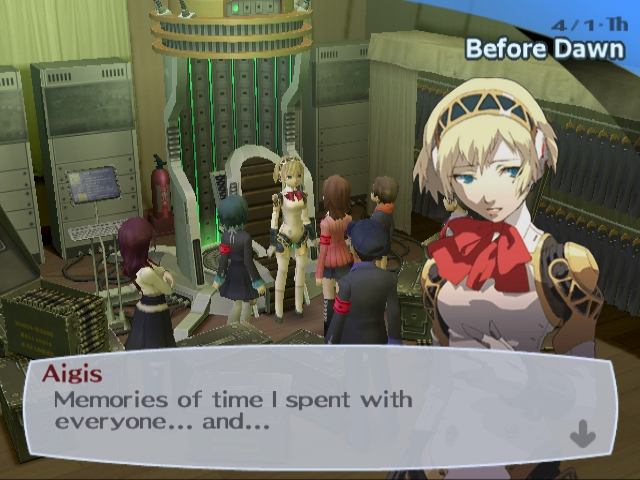 4/1・Th
Before Dawn
Aigis
Memories of time I spent with
everyone... and...